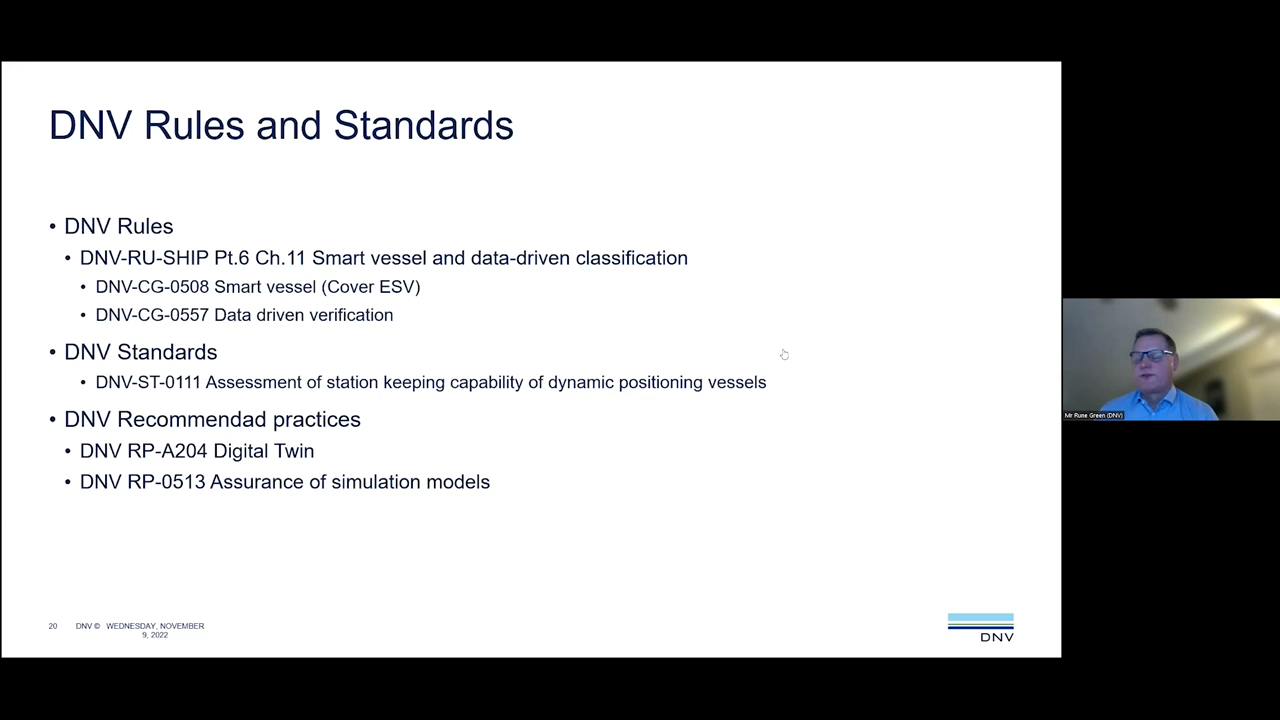 DNV Rules and Standards
• DNV Rules
• DNV-RU-SHIP Pt.6 Ch.11 Smart vessel and data-driven classification
• DNV-CG-0508 Smart vessel (Cover ESV)
• DNV-CG-0557 Data driven verification
• DNV Standards
• DNV-ST-0111 Assessment of station keeping capability of dynamic positioning vessels
• DNV Recommendad practices
• DNV RP-A204 Digital Twin
• DNV RP-0513 Assurance of simulation models
Mr Rune Green (DNV)
20 DNV © WEDNESDAY, NOVEMBER
9, 2022
DNV